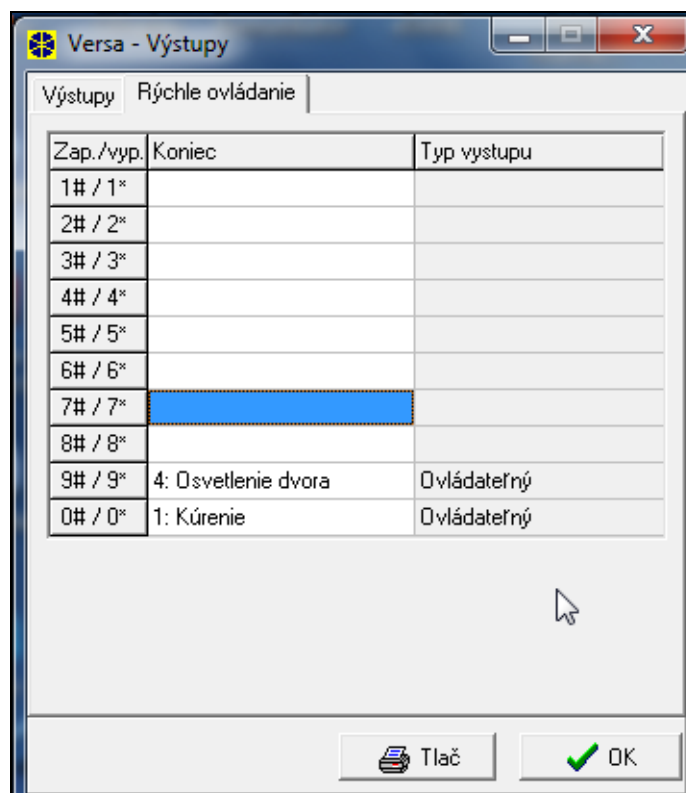 Versa - Výstupy
Výstupy Rýchle ovládanie
Zap./vyp. Koniec Typ vystupu
1# / 1*
2# / 2*
3# / 3*
4# / 4*
5# / 5*
6# / 6*
7# / 7*
8# / 8*
9# / 9* 4: Osvetlenie dvora Ovládateľný
0# / 0* 1: Kúrenie Ovládateľný
Tlač OK